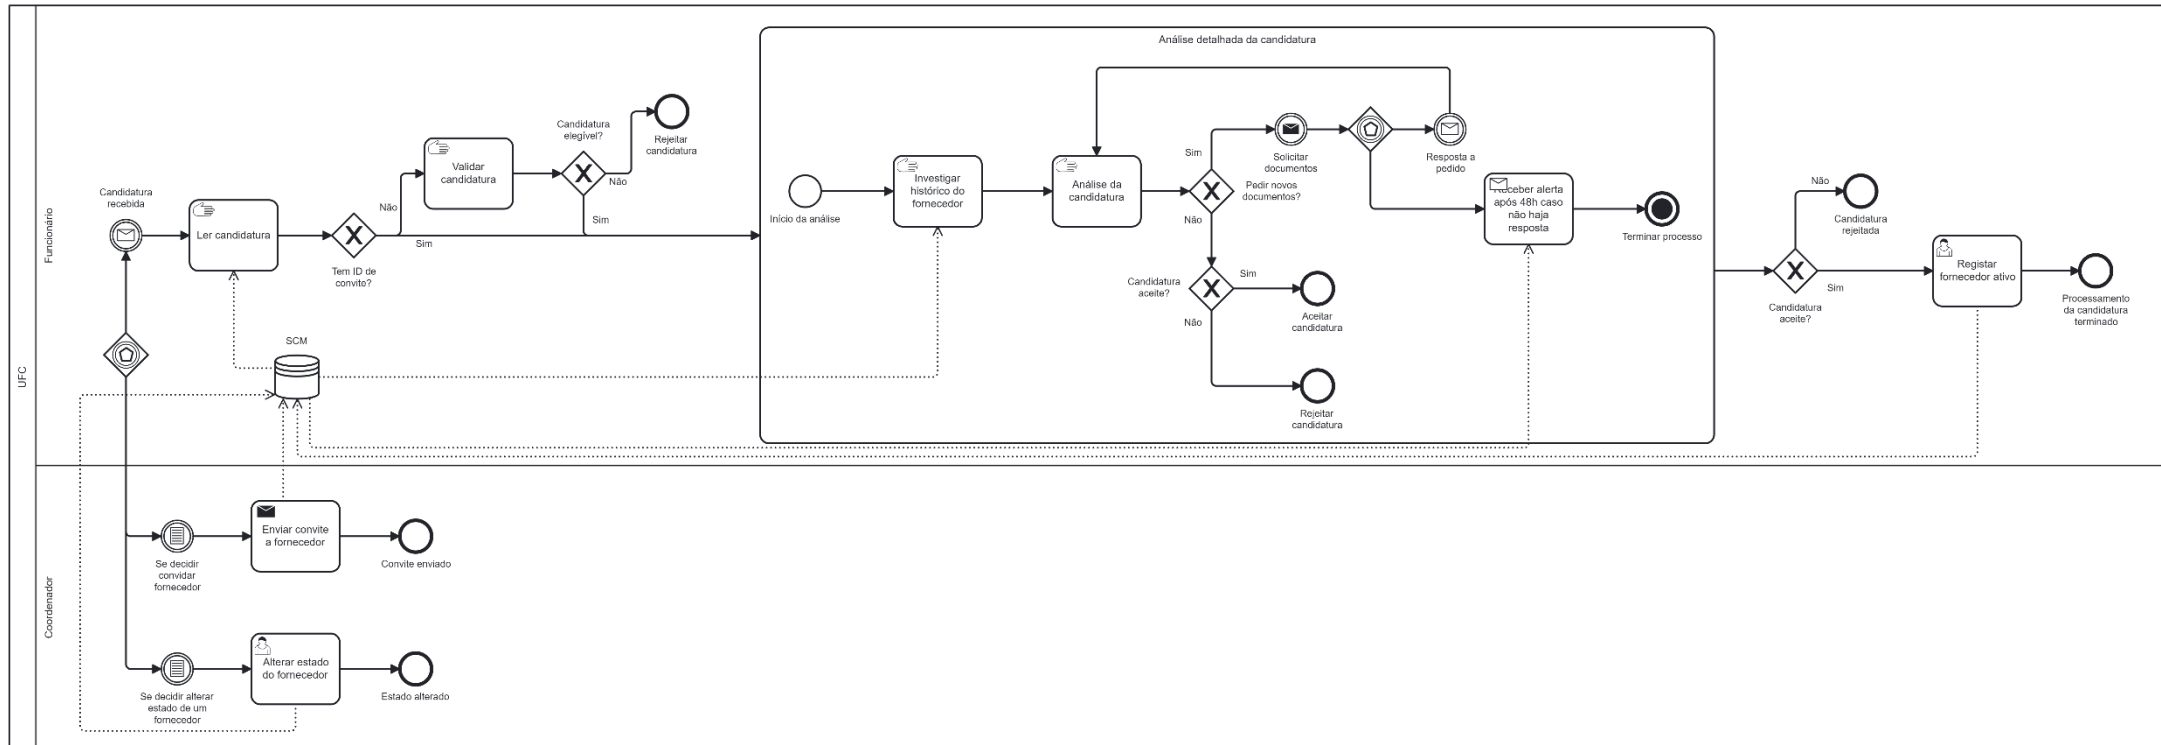 UFC
Funcionário
Candidatura
recebida
Ler candidatura
Tem ID de
convite?
Não
Sim
Validar
candidatura
Candidatura
elegível?
Não
Sim
Rejeitar
candidatura
SCM
Análise detalhada da candidatura
Início da análise
Investigar
histórico do
fornecedor
Análise da
candidatura
Pedir novos
documentos?
Sim
Não
Solicitar
documentos
Resposta a
pedido
Receber alerta
após 48h caso
não haja
resposta
Terminar processo
Candidatura
aceite?
Sim
Não
Aceitar
candidatura
Rejeitar
candidatura
Candidatura
aceite?
Não
Sim
Candidatura
rejeitada
Registar
fornecedor ativo
Processamento
da candidatura
terminado
Coordenador
Se decidir
convidar
fornecedor
Enviar convite
a fornecedor
Convite enviado
Se decidir alterar
estado de um
fornecedor
Alterar estado
do fornecedor
Estado alterado